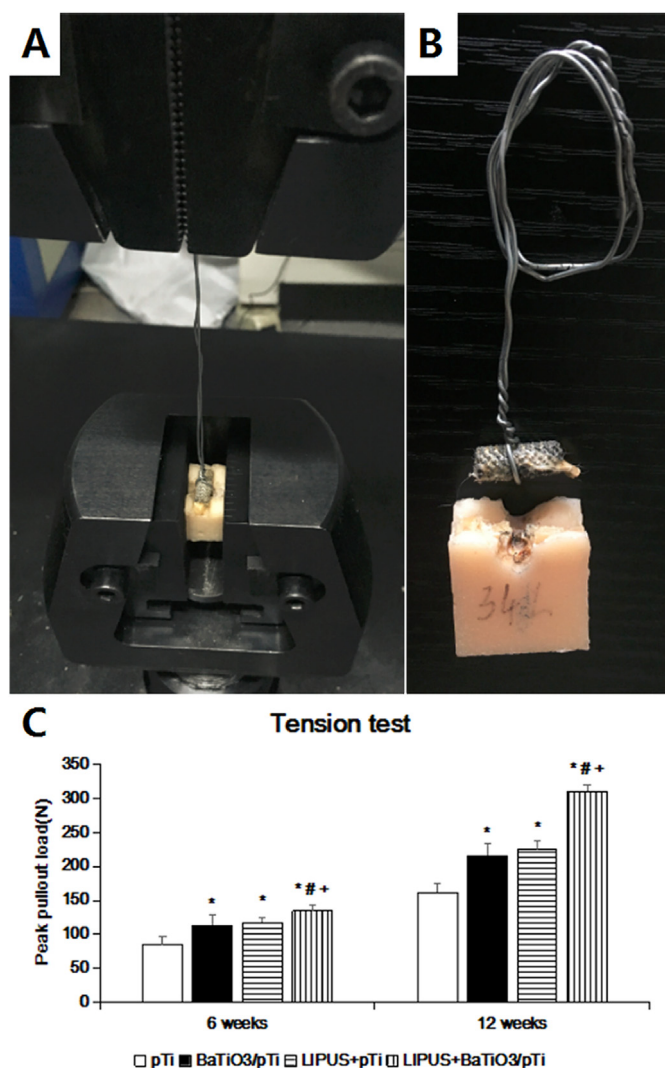 A
B
C
Tension test
Peak pullout load(N)
350
300
250
200
150
100
50
0
* * * # +
* * * # +
6 weeks 12 weeks
pTi BaTiO3/pTi LIPUS+pTi LIPUS+BaTiO3/pTi